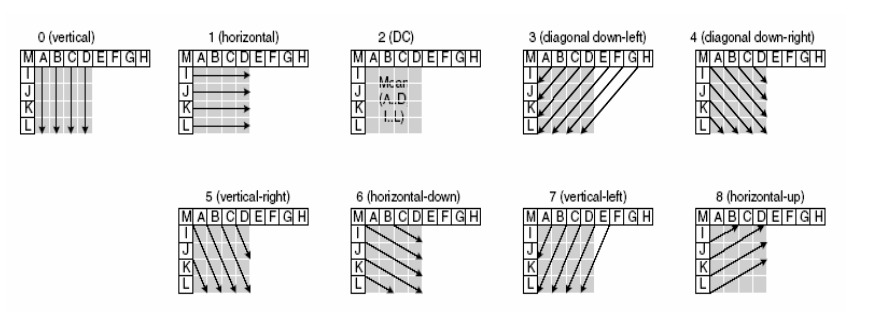 0 (vertical)
M A B C D E F G H
I
J
K
L
1 (horizontal)
M A B C D E F G H
I
J
K
L
2 (DC)
M A B C D E F G H
I
J
K
L
Mean
(A..D
I..L)
3 (diagonal down-left)
M A B C D E F G H
I
J
K
L
4 (diagonal down-right)
M A B C D E F G H
I
J
K
L
5 (vertical-right)
M A B C D E F G H
I
J
K
L
6 (horizontal-down)
M A B C D E F G H
I
J
K
L
7 (vertical-left)
M A B C D E F G H
I
J
K
L
8 (horizontal-up)
M A B C D E F G H
I
J
K
L